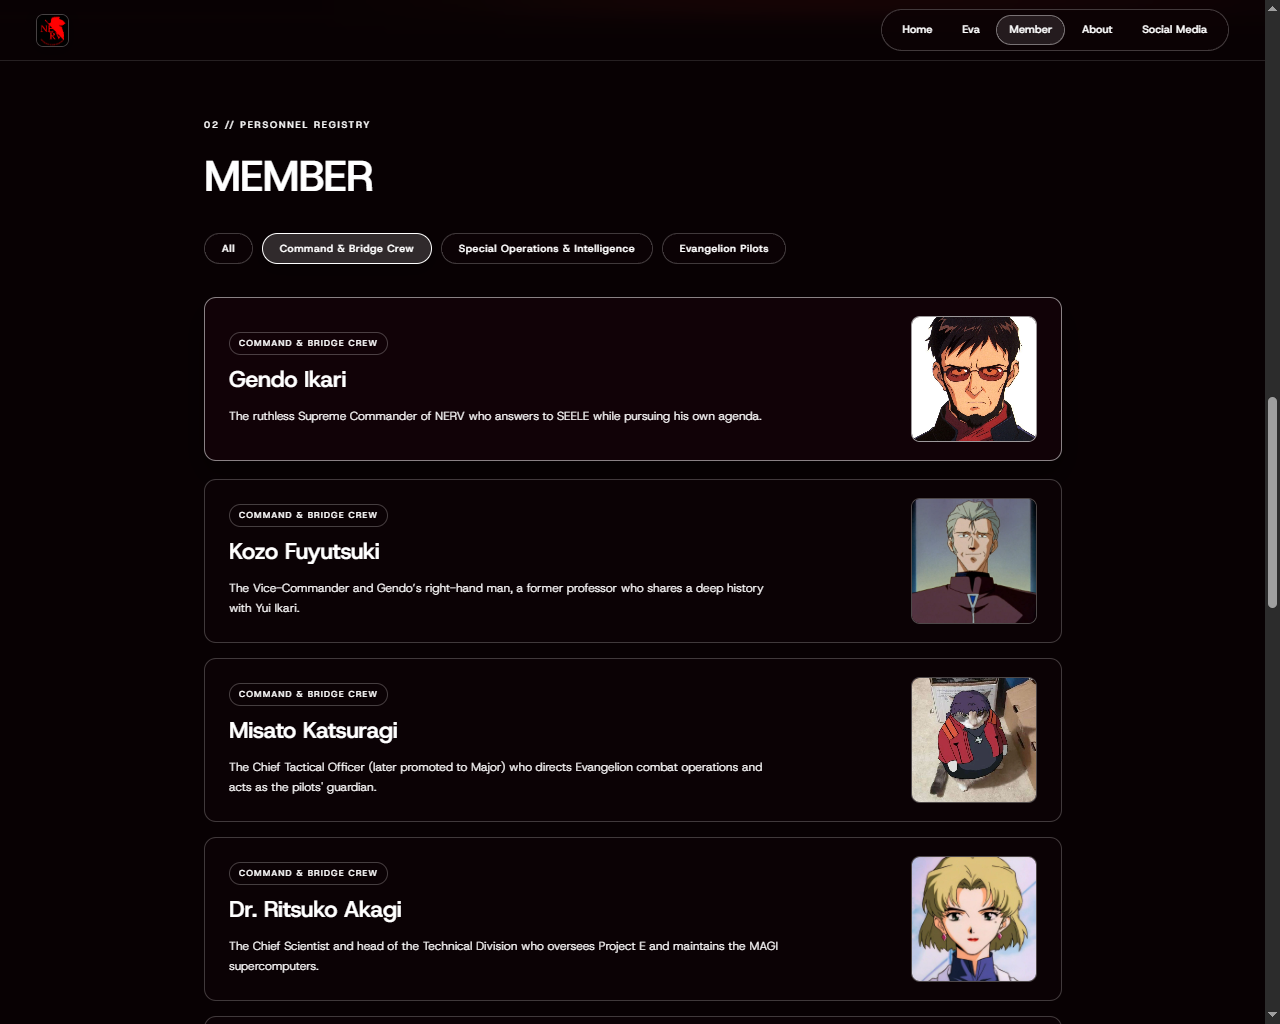 NERV
Home
Eva
Member
About
Social Media
02 // PERSONNEL REGISTRY
MEMBER
All
Command & Bridge Crew
Special Operations & Intelligence
Evangelion Pilots
COMMAND & BRIDGE CREW
Gendo Ikari
The ruthless Supreme Commander of NERV who answers to SEELE while pursuing his own agenda.
COMMAND & BRIDGE CREW
Kozo Fuyutsuki
The Vice-Commander and Gendo’s right-hand man, a former professor who shares a deep history
with Yui Ikari.
COMMAND & BRIDGE CREW
Misato Katsuragi
The Chief Tactical Officer (later promoted to Major) who directs Evangelion combat operations and
acts as the pilots' guardian.
COMMAND & BRIDGE CREW
Dr. Ritsuko Akagi
The Chief Scientist and head of the Technical Division who oversees Project E and maintains the MAGI
supercomputers.